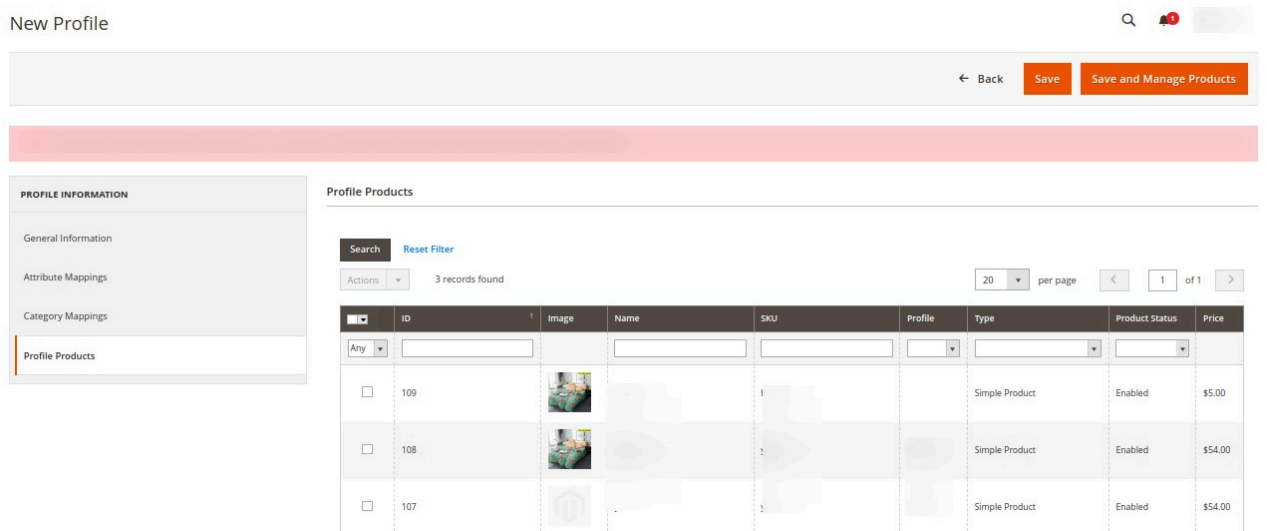 New Profile
1
← Back
Save
Save and Manage Products
PROFILE INFORMATION
General Information
Attribute Mappings
Category Mappings
Profile Products
Profile Products
Search
Reset Filter
Actions
3 records found
20
per page
1
of 1
ID ↑ Image Name SKU Profile Type Product Status Price
Any
109 Simple Product Enabled $5.00
108 Simple Product Enabled $54.00
107 Simple Product Enabled $54.00